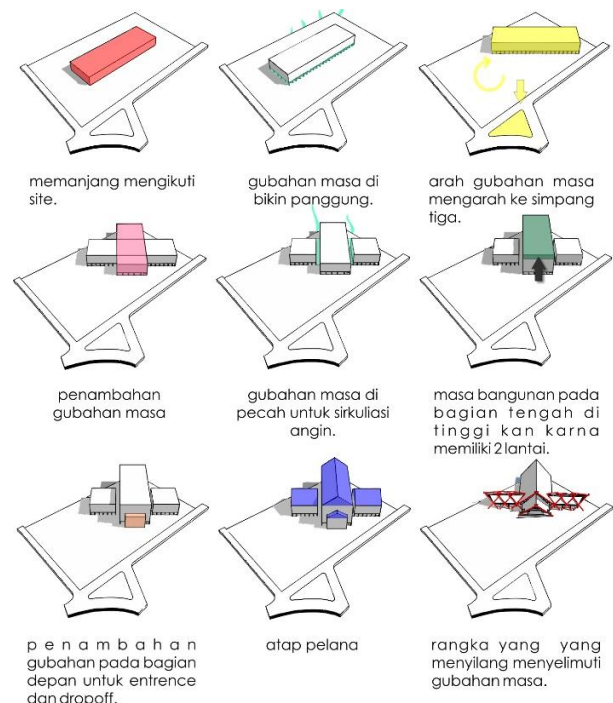 memanjang mengikuti
site.
gubahan masa di
bikin panggung.
arah gubahan masa
mengarah ke simpang
tiga.
penambahan
gubahan masa
gubahan masa di
pecah untuk sirkuliasi
angin.
masa bangunan pada
bagian tengah di
tinggi kan karna
memiliki 2 lantai.
penambahan
gubahan pada bagian
depan untuk entrence
dan dropoff.
atap pelana
rangka yang yang
menyilang menyelimuti
gubahan masa.